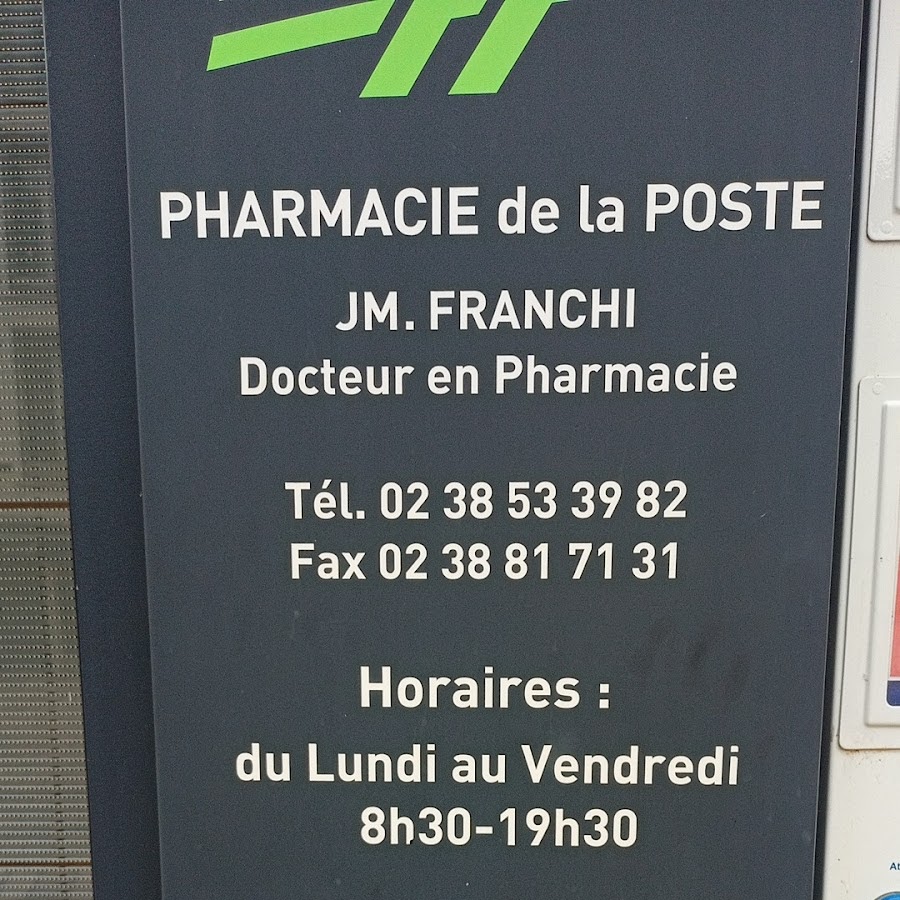 PHARMACIE de la POSTE
JM. FRANCHI
Docteur en Pharmacie
Tél. 02 38 53 39 82
Fax 02 38 81 71 31
Horaires :
du Lundi au Vendredi
8h30-19h30